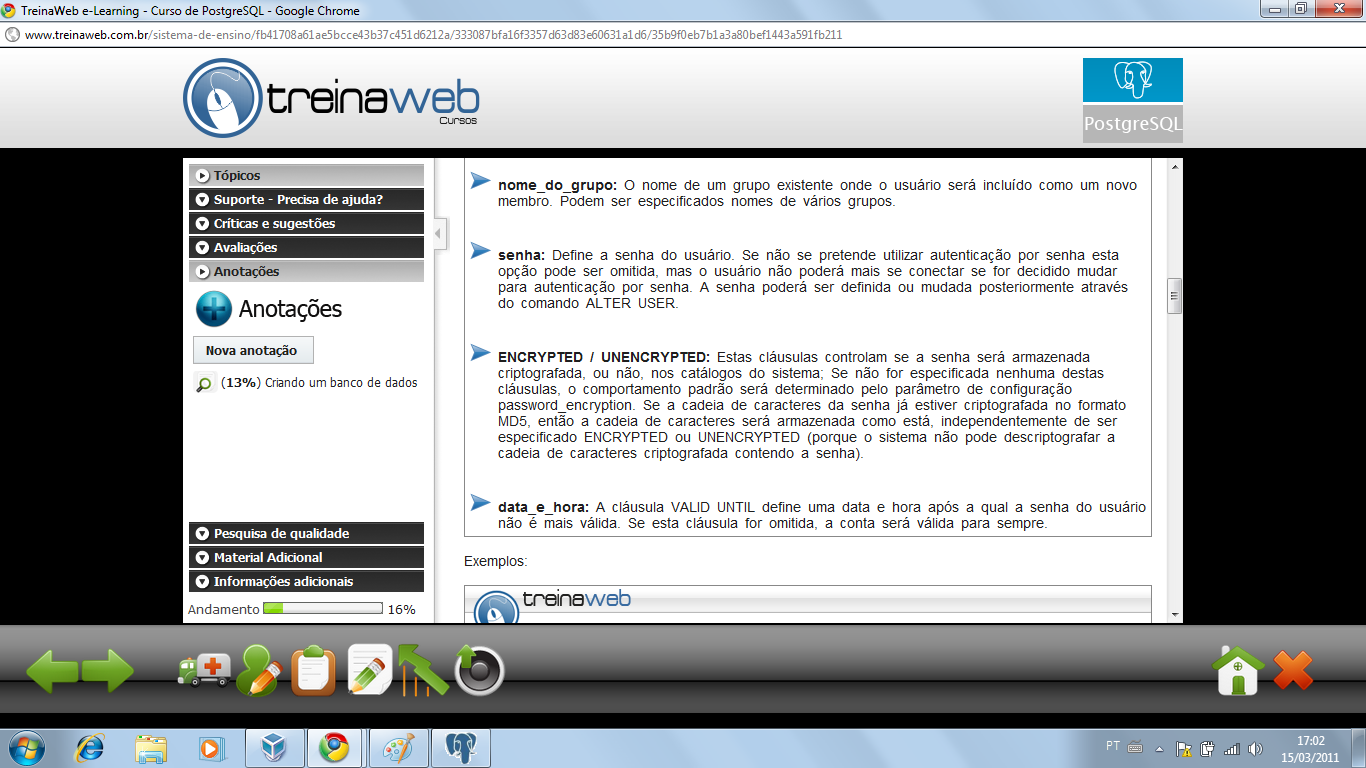 TreinaWeb e-Learning - Curso de PostgreSQL - Google Chrome
www.treinaweb.com.br/sistema-de-ensino/fb41708a61ae5bcce43b37c451d6212a/333087bfa16f3357d63d83e60631a1d6/35b9f0eb7b1a3a80bef1443a591fb211
treinaweb
Cursos
PostgreSQL
Tópicos
Suporte - Precisa de ajuda?
Críticas e sugestões
Avaliações
Anotações
Anotações
Nova anotação
(13%) Criando um banco de dados
Pesquisa de qualidade
Material Adicional
Informações adicionais
Andamento 16%
nome_do_grupo: O nome de um grupo existente onde o usuário será incluído como um novo
membro. Podem ser especificados nomes de vários grupos.
senha: Define a senha do usuário. Se não se pretende utilizar autenticação por senha esta
opção pode ser omitida, mas o usuário não poderá mais se conectar se for decidido mudar
para autenticação por senha. A senha poderá ser definida ou mudada posteriormente através
do comando ALTER USER.
ENCRYPTED / UNENCRYPTED: Estas cláusulas controlam se a senha será armazenada
criptografada, ou não, nos catálogos do sistema; Se não for especificada nenhuma destas
cláusulas, o comportamento padrão será determinado pelo parâmetro de configuração
password_encryption. Se a cadeia de caracteres da senha já estiver criptografada no formato
MD5, então a cadeia de caracteres será armazenada como está, independentemente de ser
especificado ENCRYPTED ou UNENCRYPTED (porque o sistema não pode descriptografar a
cadeia de caracteres criptografada contendo a senha).
data_e_hora: A cláusula VALID UNTIL define uma data e hora após a qual a senha do usuário
não é mais válida. Se esta cláusula for omitida, a conta será válida para sempre.
Exemplos:
treinaweb
PT
17:02
15/03/2011